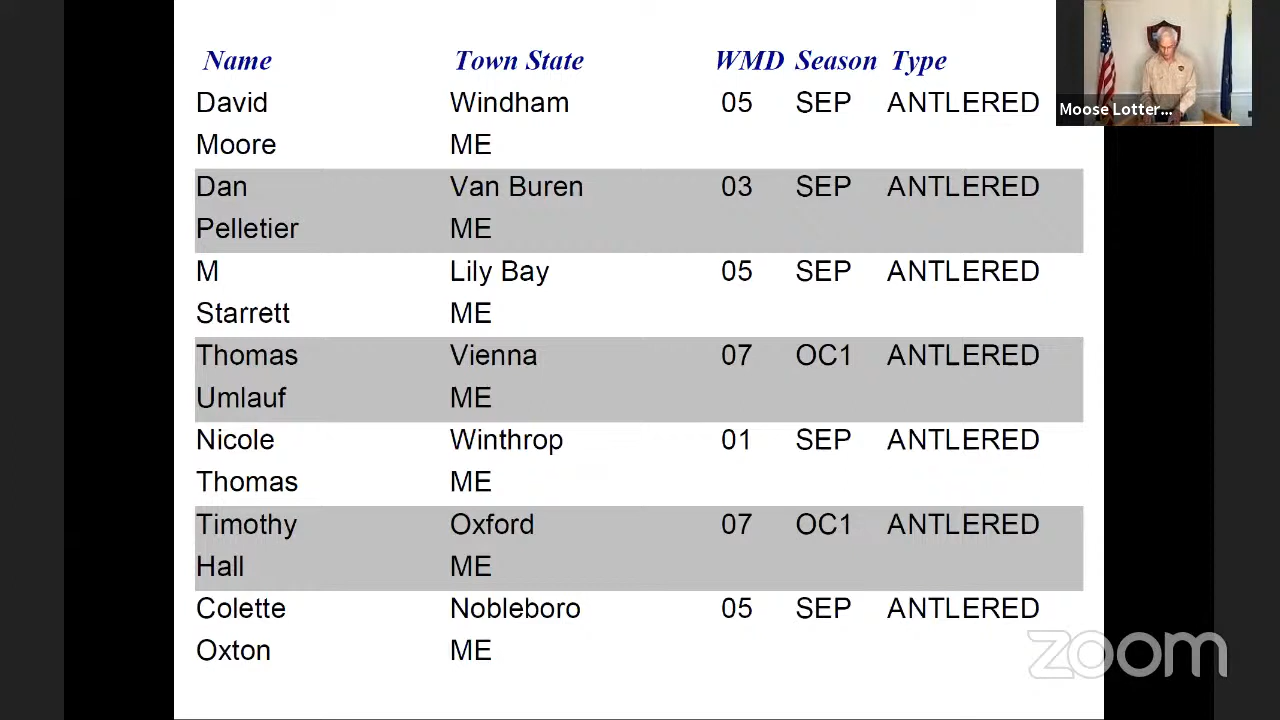 Name Town State WMD Season Type
David Windham 05 SEP ANTLERED
Moore ME
Dan Van Buren 03 SEP ANTLERED
Pelletier ME
M Lily Bay 05 SEP ANTLERED
Starrett ME
Thomas Vienna 07 OC1 ANTLERED
Umlauf ME
Nicole Winthrop 01 SEP ANTLERED
Thomas ME
Timothy Oxford 07 OC1 ANTLERED
Hall ME
Colette Nobleboro 05 SEP ANTLERED
Oxton ME
Moose Lotter...
zoom